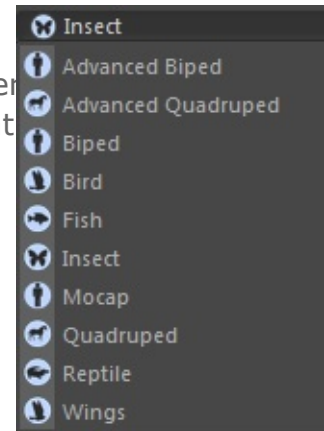 Insect
Advanced Biped
Advanced Quadruped
Biped
Bird
Fish
Insect
Mocap
Quadruped
Reptile
Wings